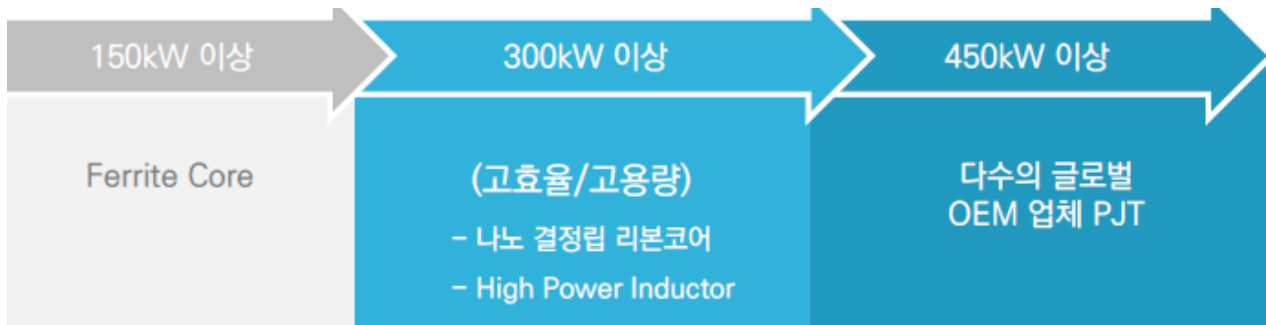 150kW 이상
300kW 이상
450kW 이상
Ferrite Core
(고효율/고용량)
- 나노 결정립 리본코어
- High Power Inductor
다수의 글로벌
OEM 업체 PJT